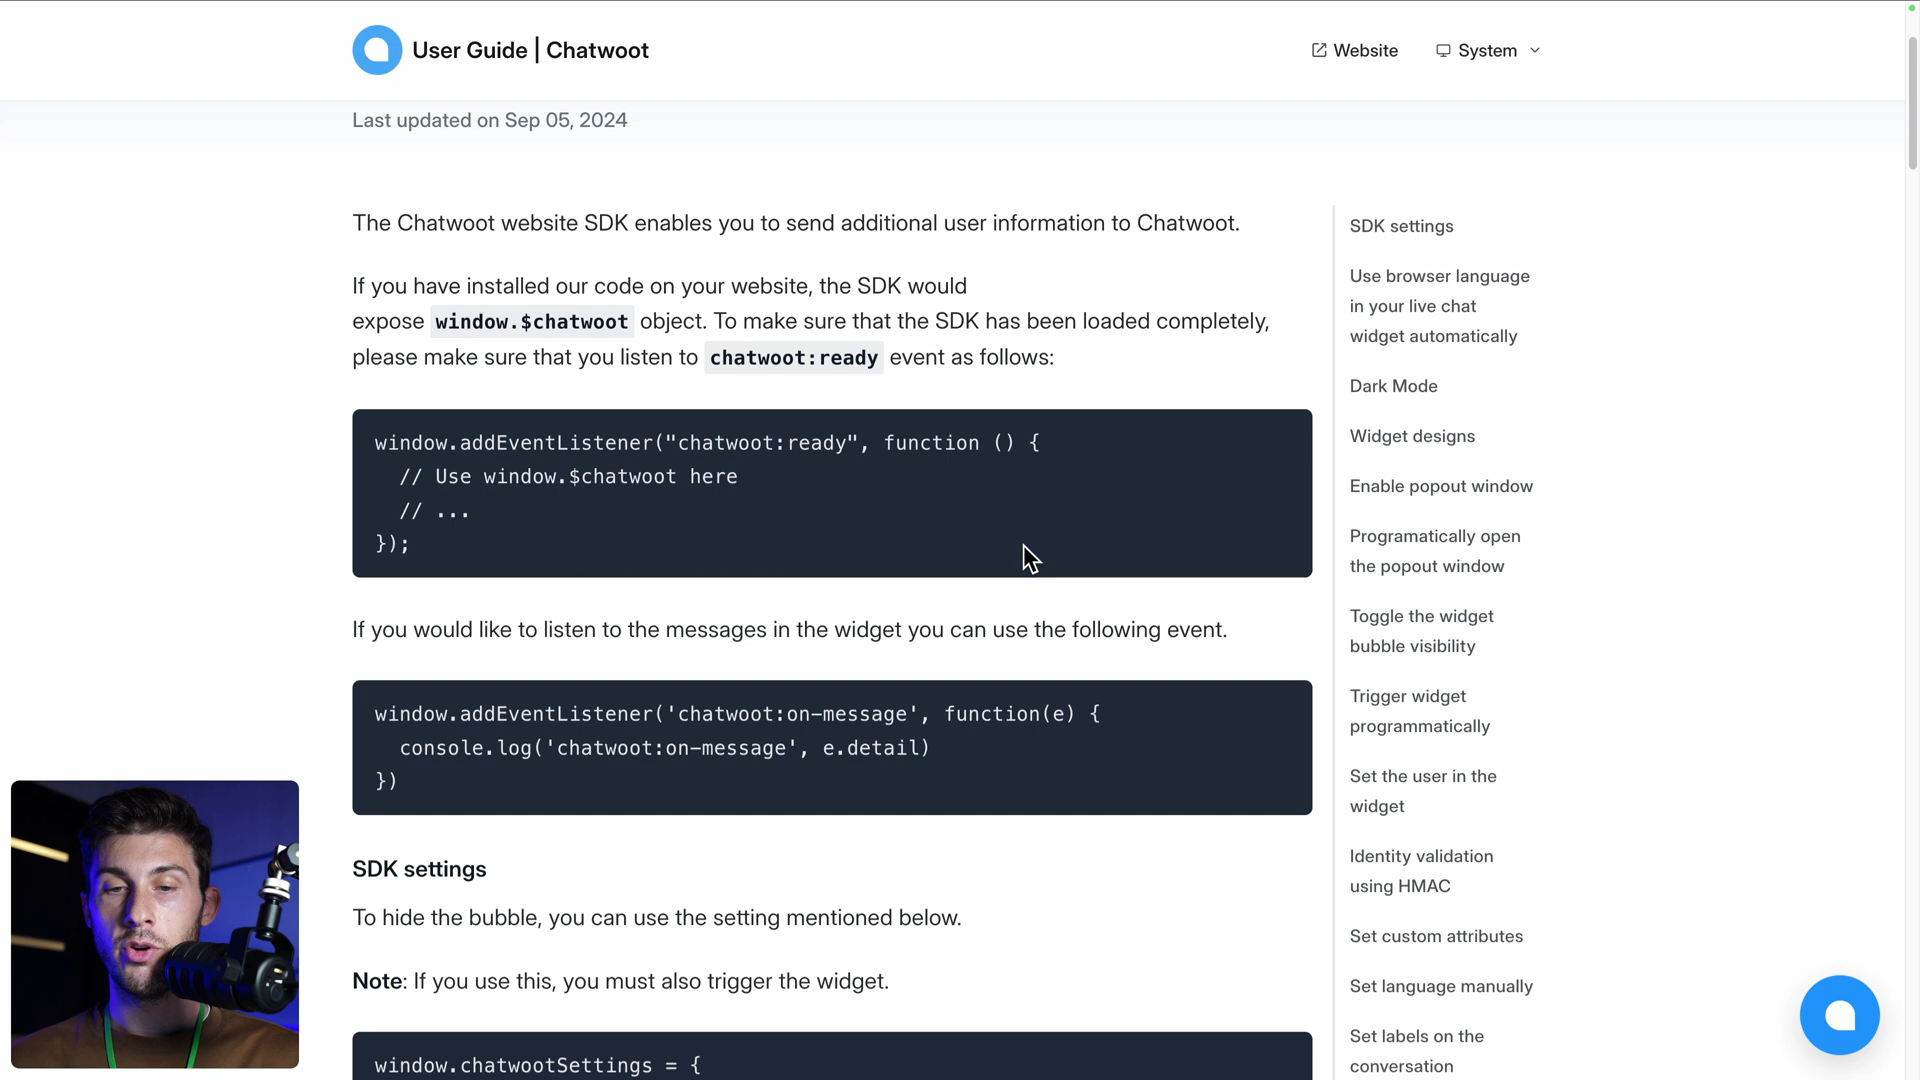 User Guide | Chatwoot
Website
System
Last updated on Sep 05, 2024
The Chatwoot website SDK enables you to send additional user information to Chatwoot.
If you have installed our code on your website, the SDK would
expose window.$chatwoot object. To make sure that the SDK has been loaded completely,
please make sure that you listen to chatwoot:ready event as follows:
window.addEventListener("chatwoot:ready", function () {
  // Use window.$chatwoot here
  // ...
});
If you would like to listen to the messages in the widget you can use the following event.
window.addEventListener('chatwoot:on-message', function(e) {
  console.log('chatwoot:on-message', e.detail)
})
SDK settings
To hide the bubble, you can use the setting mentioned below.
Note: If you use this, you must also trigger the widget.
window.chatwootSettings = {
SDK settings
Use browser language
in your live chat
widget automatically
Dark Mode
Widget designs
Enable popout window
Programatically open
the popout window
Toggle the widget
bubble visibility
Trigger widget
programmatically
Set the user in the
widget
Identity validation
using HMAC
Set custom attributes
Set language manually
Set labels on the
conversation